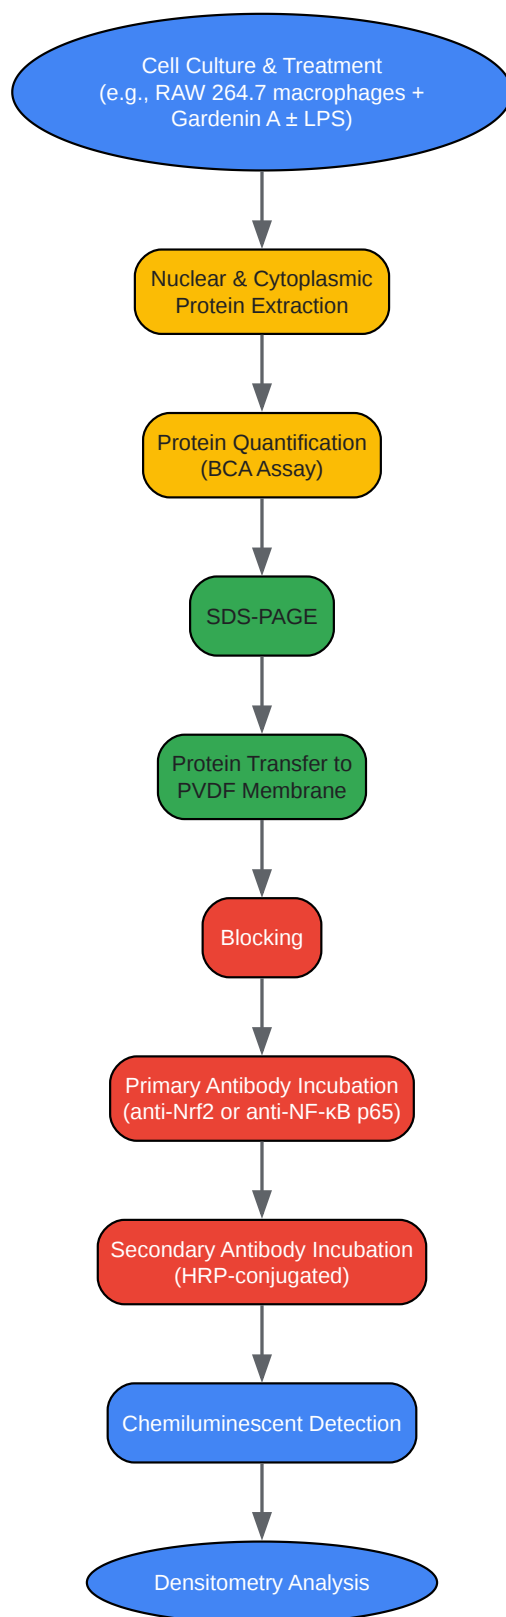 Cell Culture & Treatment
(e.g., RAW 264.7 macrophages +
Gardenin A ± LPS)
Nuclear & Cytoplasmic
Protein Extraction
Protein Quantification
(BCA Assay)
SDS-PAGE
Protein Transfer to
PVDF Membrane
Blocking
Primary Antibody Incubation
(anti-Nrf2 or anti-NF-κB p65)
Secondary Antibody Incubation
(HRP-conjugated)
Chemiluminescent Detection
Densitometry Analysis